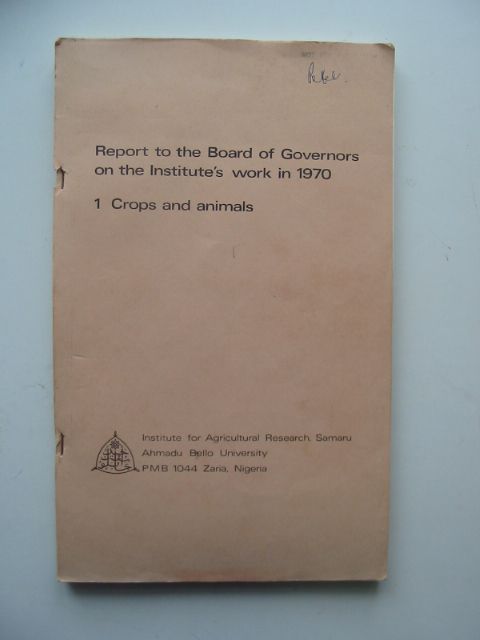 Report to the Board of Governors
on the Institute's work in 1970
1 Crops and animals
Institute for Agricultural Research, Samaru
Ahmadu Bello University
PMB 1044 Zaria, Nigeria